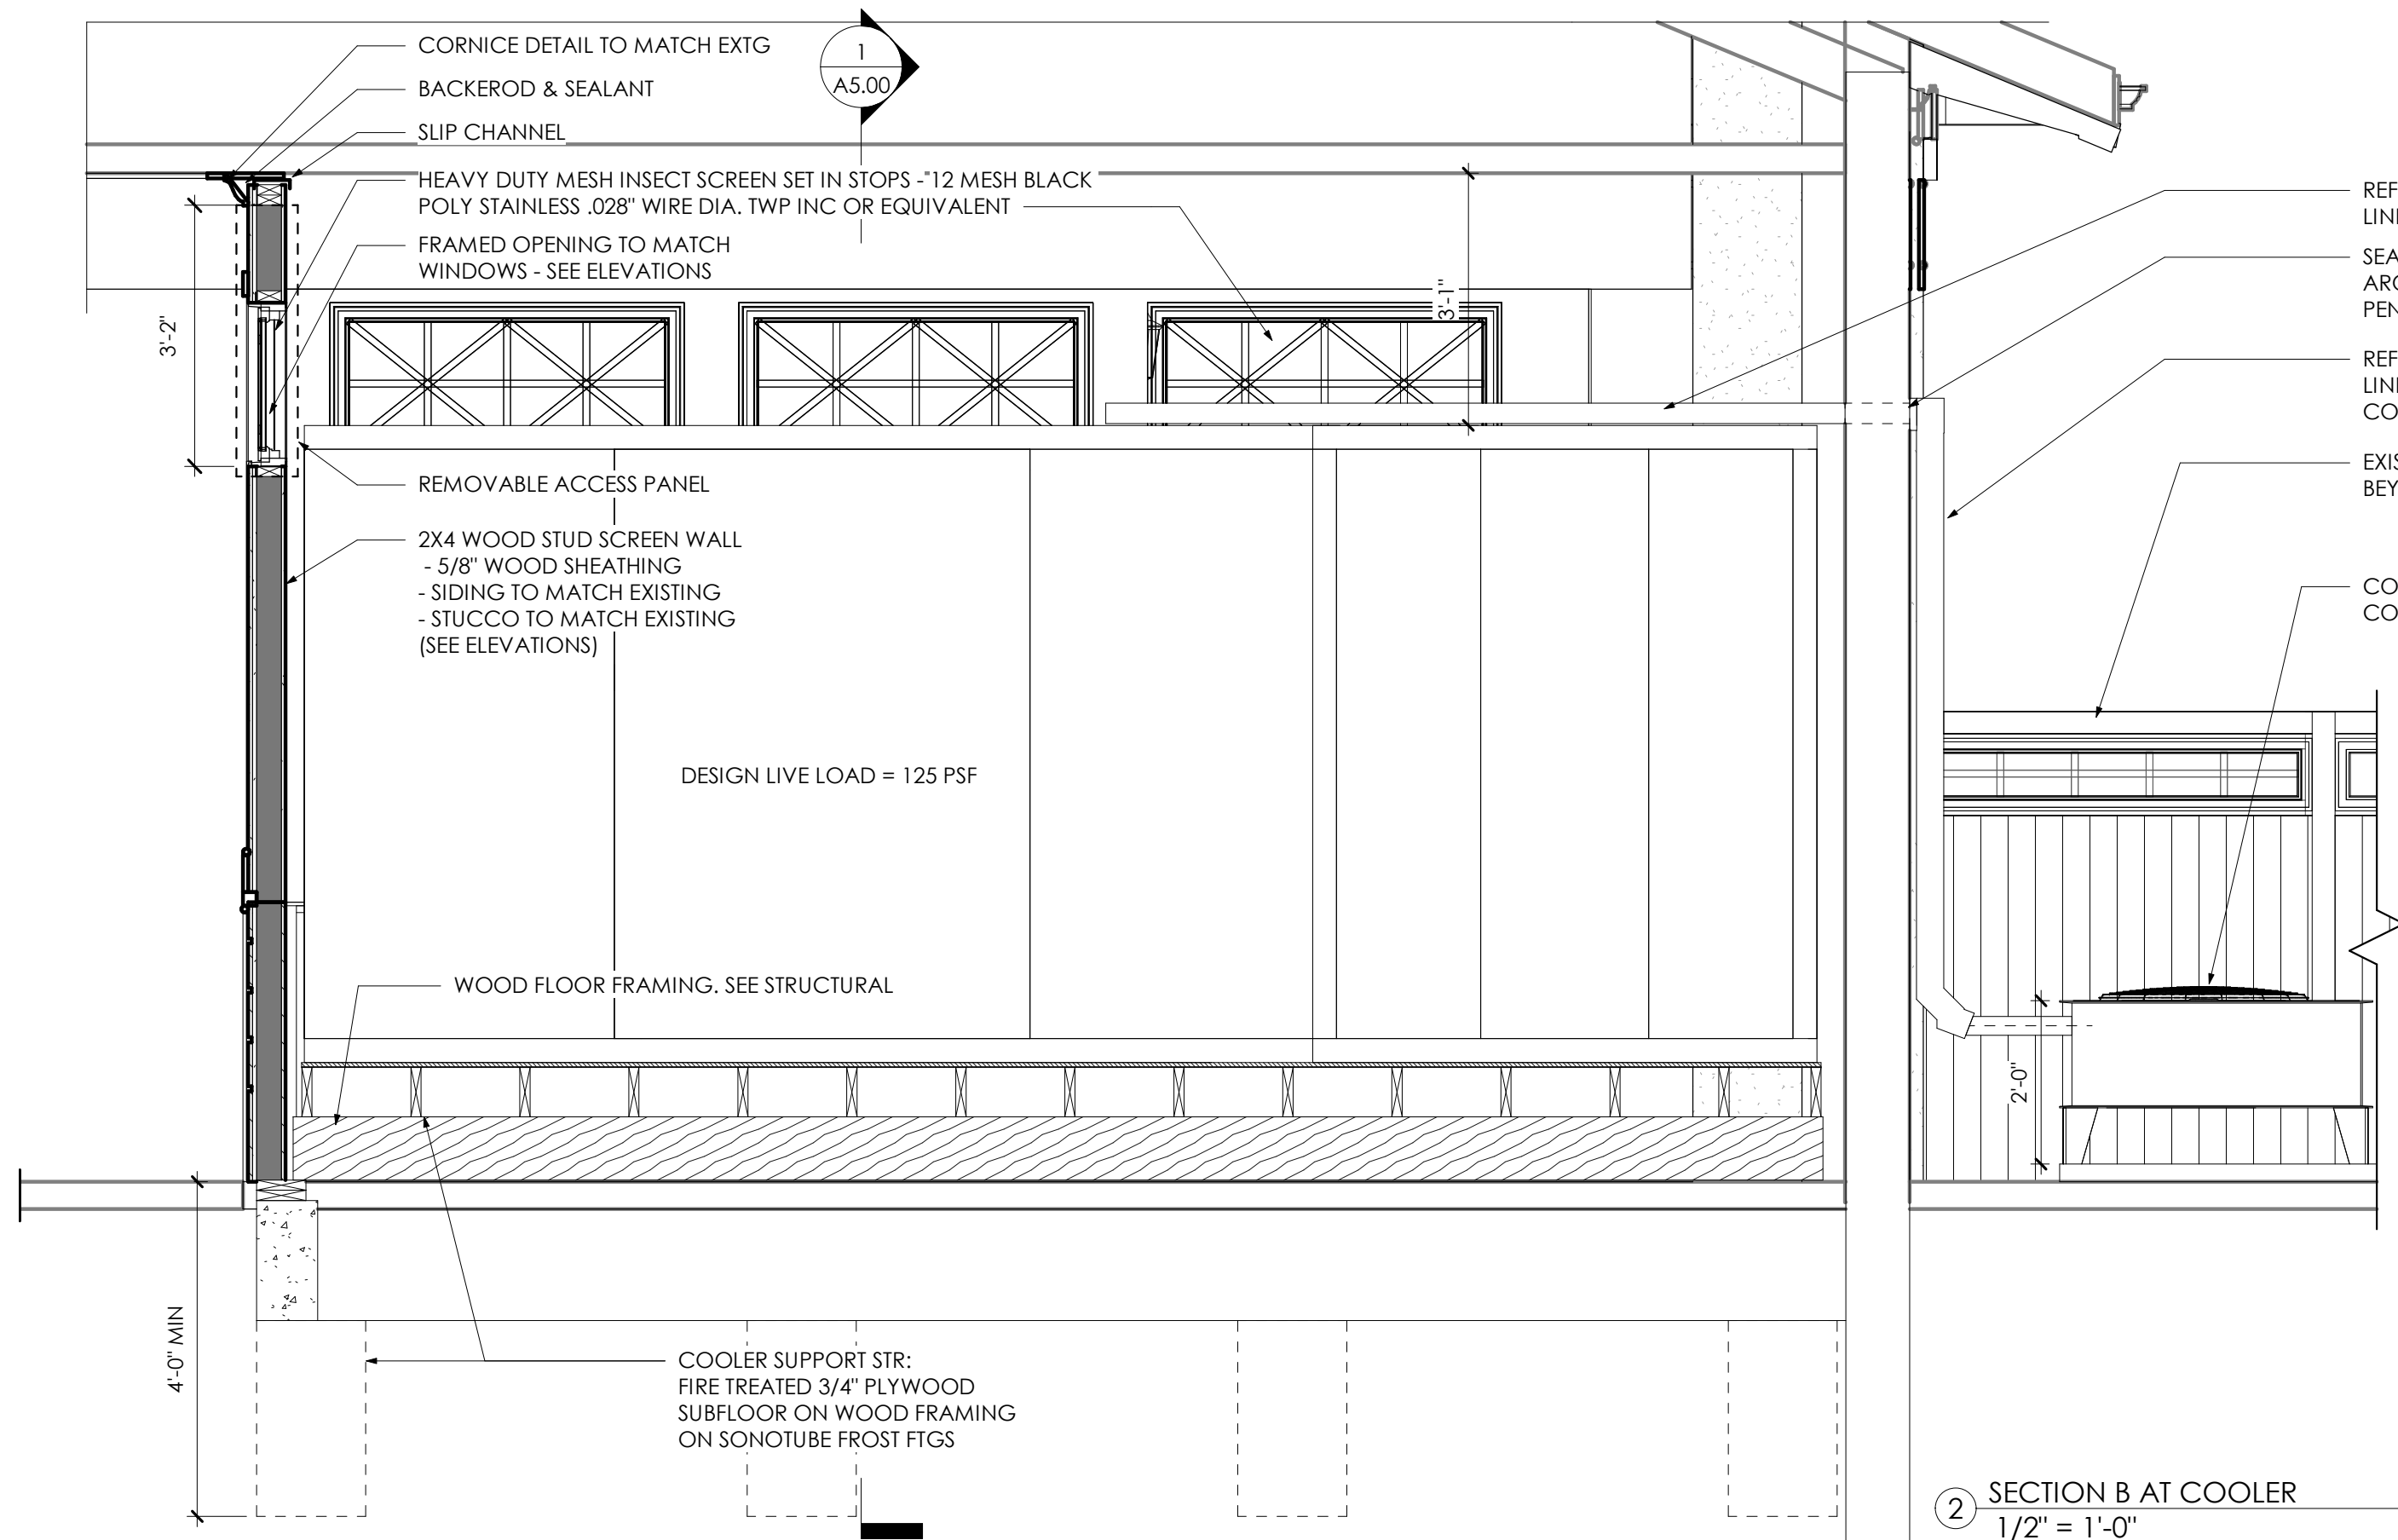 CORNICE DETAIL TO MATCH EXTG
BACKEROD & SEALANT
SLIP CHANNEL
HEAVY DUTY MESH INSECT SCREEN SET IN STOPS -"12 MESH BLACK
POLY STAINLESS .028" WIRE DIA. TWP INC OR EQUIVALENT
FRAMED OPENING TO MATCH
WINDOWS - SEE ELEVATIONS
1
A5.00
3'-2"
3'-1"
REMOVABLE ACCESS PANEL
2X4 WOOD STUD SCREEN WALL
- 5/8" WOOD SHEATHING
- SIDING TO MATCH EXISTING
- STUCCO TO MATCH EXISTING
(SEE ELEVATIONS)
DESIGN LIVE LOAD = 125 PSF
WOOD FLOOR FRAMING. SEE STRUCTURAL
4'-0" MIN
COOLER SUPPORT STR:
FIRE TREATED 3/4" PLYWOOD
SUBFLOOR ON WOOD FRAMING
ON SONOTUBE FROST FTGS
2'-0"
2
SECTION B AT COOLER
1/2" = 1'-0"